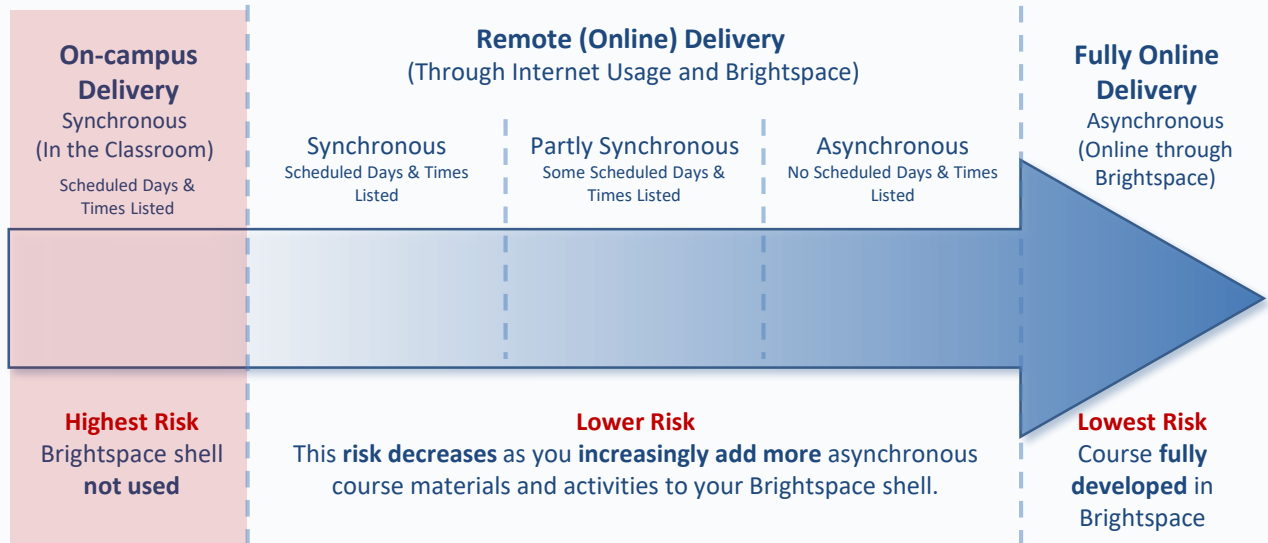 On-campus
Delivery
Synchronous
(In the Classroom)
Scheduled Days &
Times Listed
Remote (Online) Delivery
(Through Internet Usage and Brightspace)
Synchronous
Scheduled Days & Times
Listed
Partly Synchronous
Some Scheduled Days &
Times Listed
Asynchronous
No Scheduled Days & Times
Listed
Fully Online
Delivery
Asynchronous
(Online through
Brightspace)
Highest Risk
Brightspace shell
not used
Lower Risk
This risk decreases as you increasingly add more asynchronous
course materials and activities to your Brightspace shell.
Lowest Risk
Course fully
developed in
Brightspace